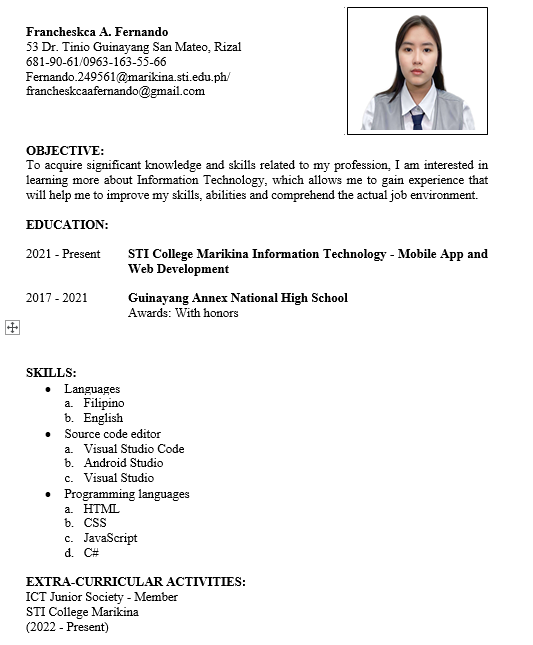 Francheskca A. Fernando
53 Dr. Tinio Guinayang San Mateo, Rizal
681-90-61/0963-163-55-66
Fernando.249561@marikina.sti.edu.ph/
francheskcaafernando@gmail.com
OBJECTIVE:
To acquire significant knowledge and skills related to my profession, I am interested in
learning more about Information Technology, which allows me to gain experience that
will help me to improve my skills, abilities and comprehend the actual job environment.
EDUCATION:
2021 - Present STI College Marikina Information Technology - Mobile App and
Web Development
2017 - 2021 Guinayang Annex National High School
Awards: With honors
SKILLS:
• Languages
a. Filipino
b. English
• Source code editor
a. Visual Studio Code
b. Android Studio
c. Visual Studio
• Programming languages
a. HTML
b. CSS
c. JavaScript
d. C#
EXTRA-CURRICULAR ACTIVITIES:
ICT Junior Society - Member
STI College Marikina
(2022 - Present)